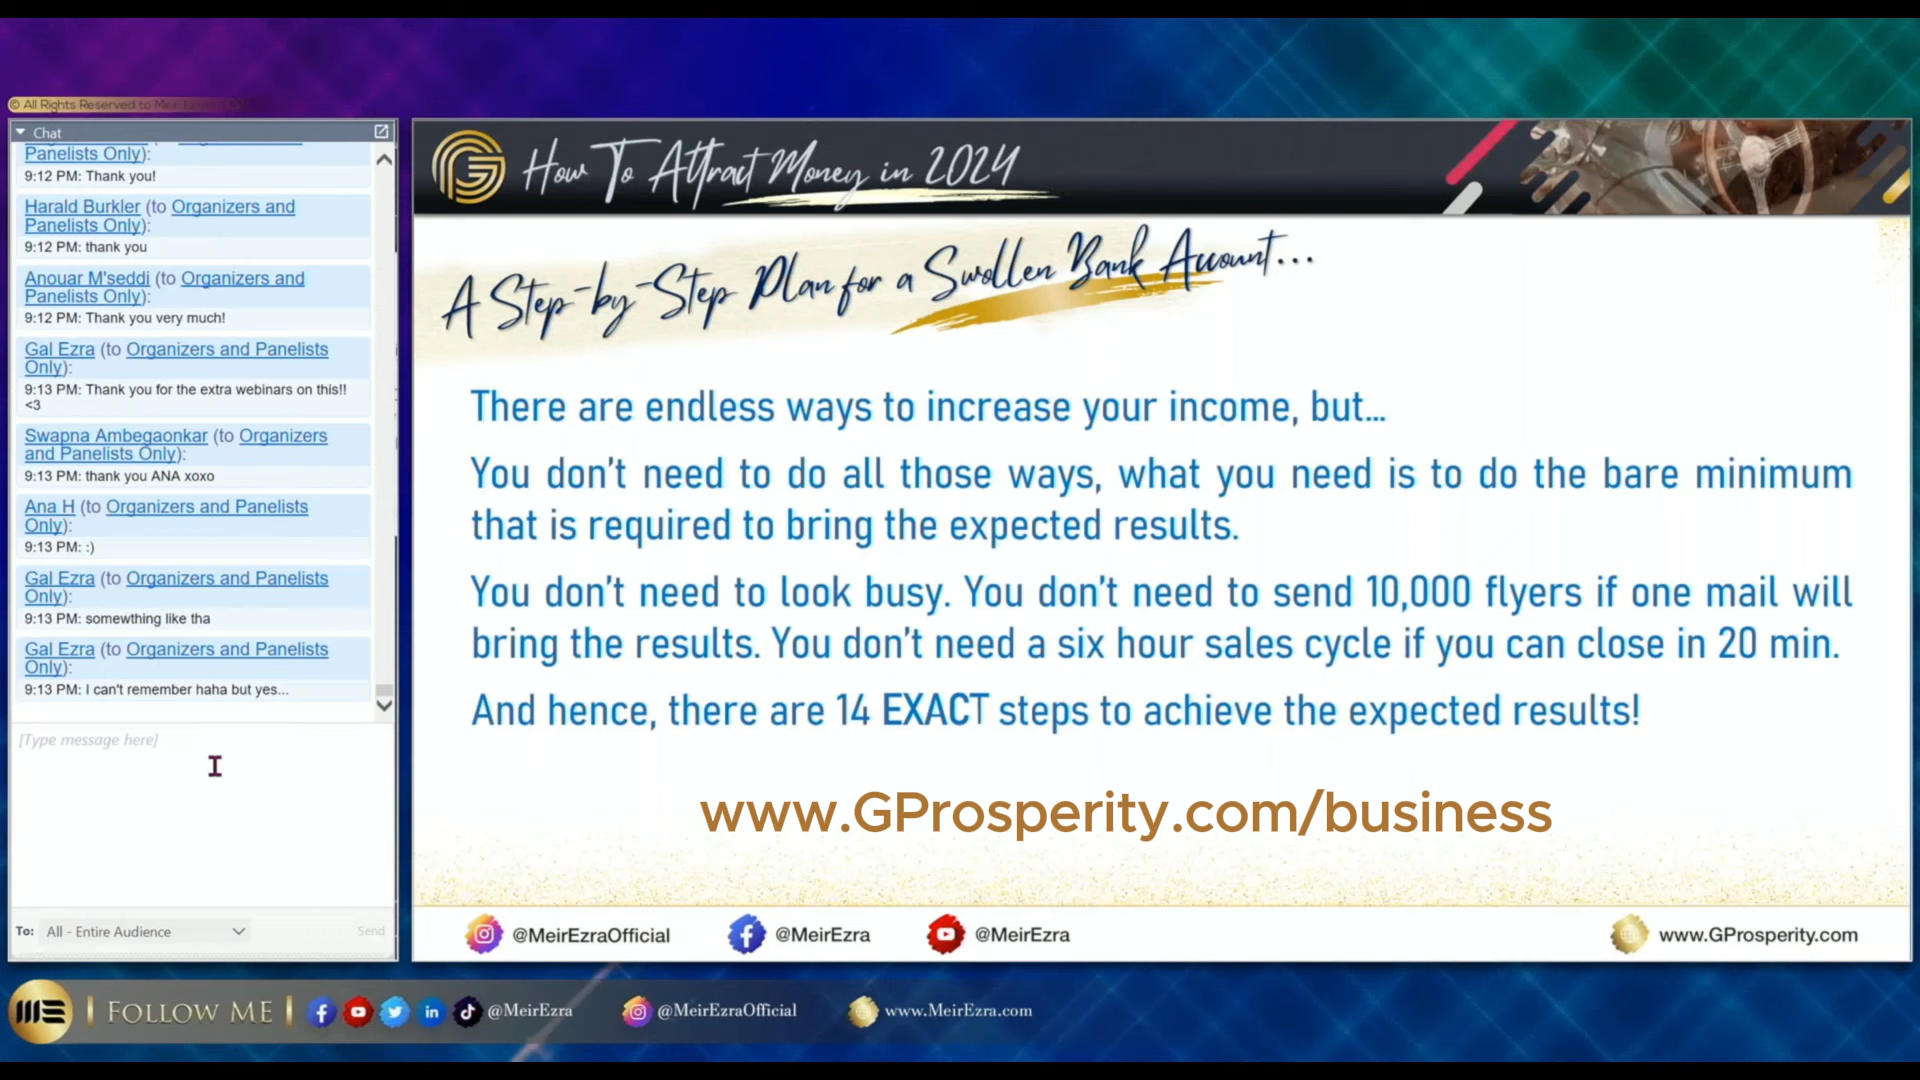 © All Rights Reserved to Meir
Chat
Panelists Only):
9:12 PM: Thank you!
Harald Burkler (to Organizers and
Panelists Only):
9:12 PM: thank you
Anouar M'seddi (to Organizers and
Panelists Only):
9:12 PM: Thank you very much!
Gal Ezra (to Organizers and Panelists
Only):
9:13 PM: Thank you for the extra webinars on this!!
<3
Swapna Ambegaonkar (to Organizers
and Panelists Only):
9:13 PM: thank you ANA xoxo
Ana H (to Organizers and Panelists
Only):
9:13 PM: :)
Gal Ezra (to Organizers and Panelists
Only):
9:13 PM: somewthing like tha
Gal Ezra (to Organizers and Panelists
Only):
9:13 PM: I can't remember haha but yes...
[Type message here]
To: All - Entire Audience
Send
How To Attract Money in 2024
A Step-by-Step Plan for a Swollen Bank Account...
There are endless ways to increase your income, but...
You don't need to do all those ways, what you need is to do the bare minimum
that is required to bring the expected results.
You don't need to look busy. You don't need to send 10,000 flyers if one mail will
bring the results. You don't need a six hour sales cycle if you can close in 20 min.
And hence, there are 14 EXACT steps to achieve the expected results!
www.GProsperity.com/business
@MeirEzraOfficial
@MeirEzra
@MeirEzra
www.GProsperity.com
ME
FOLLOW ME
@MeirEzra
@MeirEzraOfficial
www.MeirEzra.com